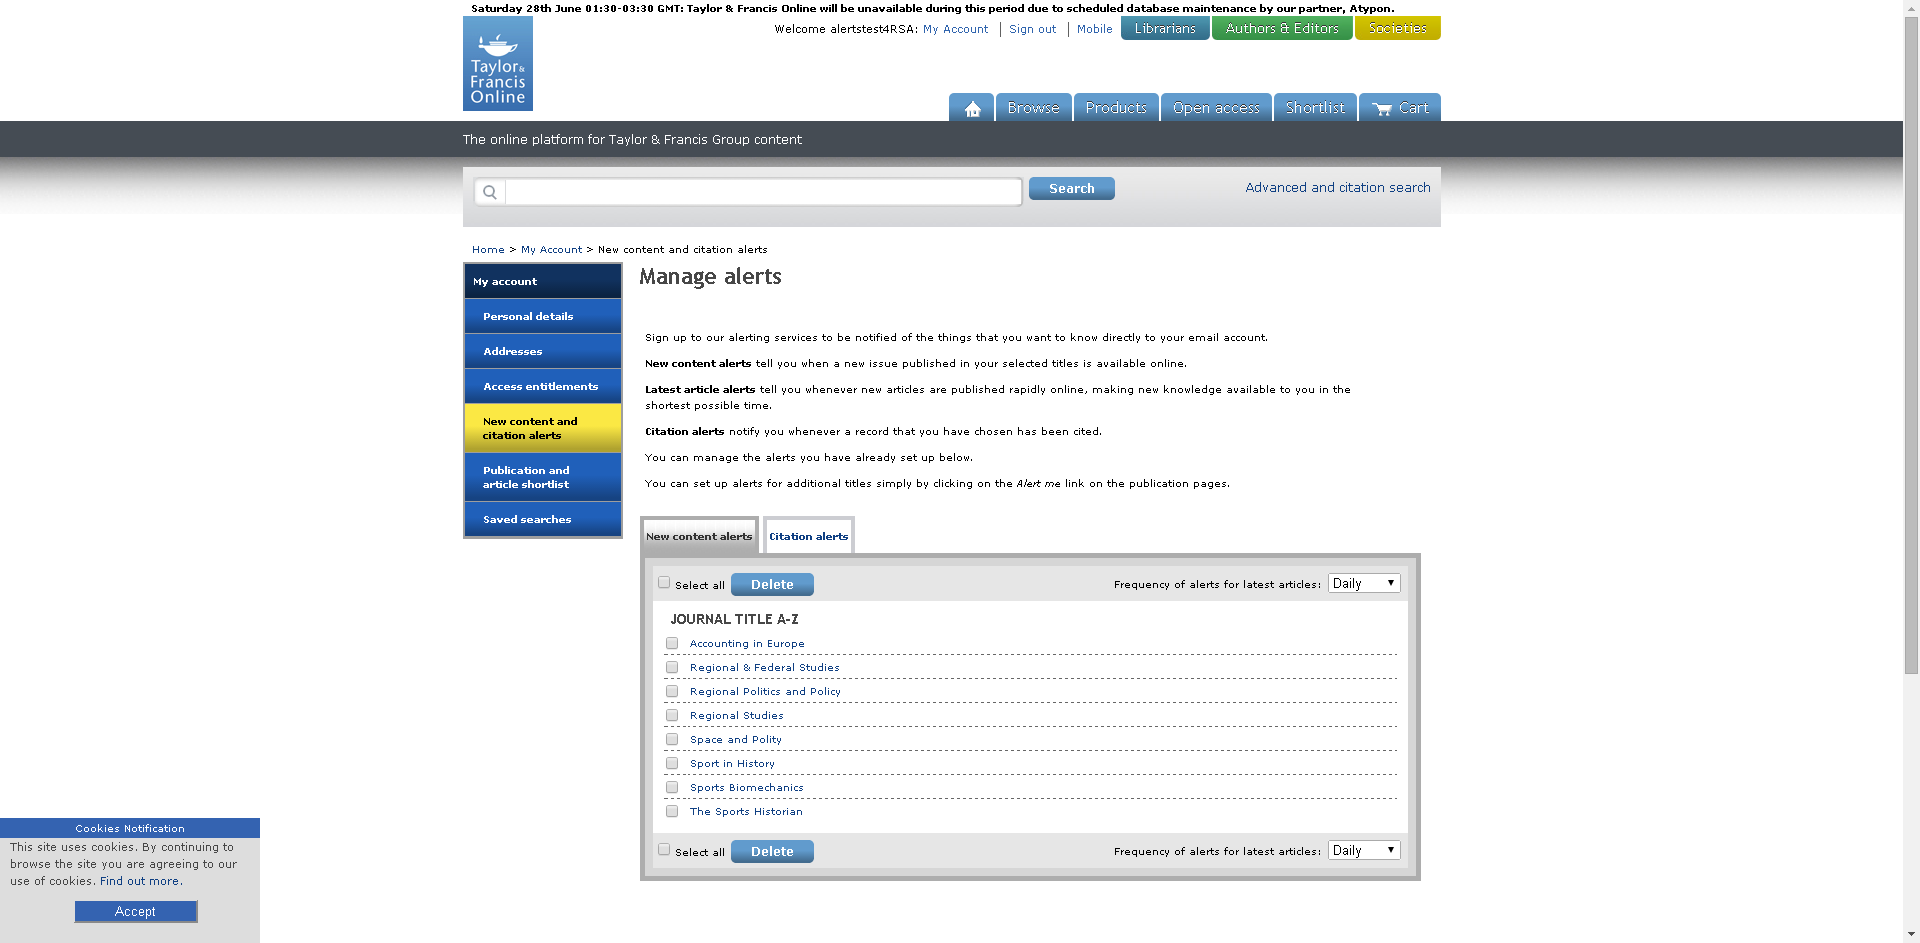 Saturday 28th June 01:30-03:30 GMT: Taylor & Francis Online will be unavailable during this period due to scheduled database maintenance by our partner, Atypon.
Welcome alertstest4RSA: My Account | Sign out | Mobile Librarians Authors & Editors Societies
Taylor &
Francis
Online
Browse Products Open access Shortlist Cart
The online platform for Taylor & Francis Group content
Search Advanced and citation search
Home > My Account > New content and citation alerts
My account
Personal details
Addresses
Access entitlements
New content and
citation alerts
Publication and
article shortlist
Saved searches
Manage alerts
Sign up to our alerting services to be notified of the things that you want to know directly to your email account.
New content alerts tell you when a new issue published in your selected titles is available online.
Latest article alerts tell you whenever new articles are published rapidly online, making new knowledge available to you in the
shortest possible time.
Citation alerts notify you whenever a record that you have chosen has been cited.
You can manage the alerts you have already set up below.
You can set up alerts for additional titles simply by clicking on the Alert me link on the publication pages.
New content alerts Citation alerts
Select all Delete Frequency of alerts for latest articles: Daily
JOURNAL TITLE A-Z
Accounting in Europe
Regional & Federal Studies
Regional Politics and Policy
Regional Studies
Space and Polity
Sport in History
Sports Biomechanics
The Sports Historian
Select all Delete Frequency of alerts for latest articles: Daily
Cookies Notification
This site uses cookies. By continuing to
browse the site you are agreeing to our
use of cookies. Find out more.
Accept